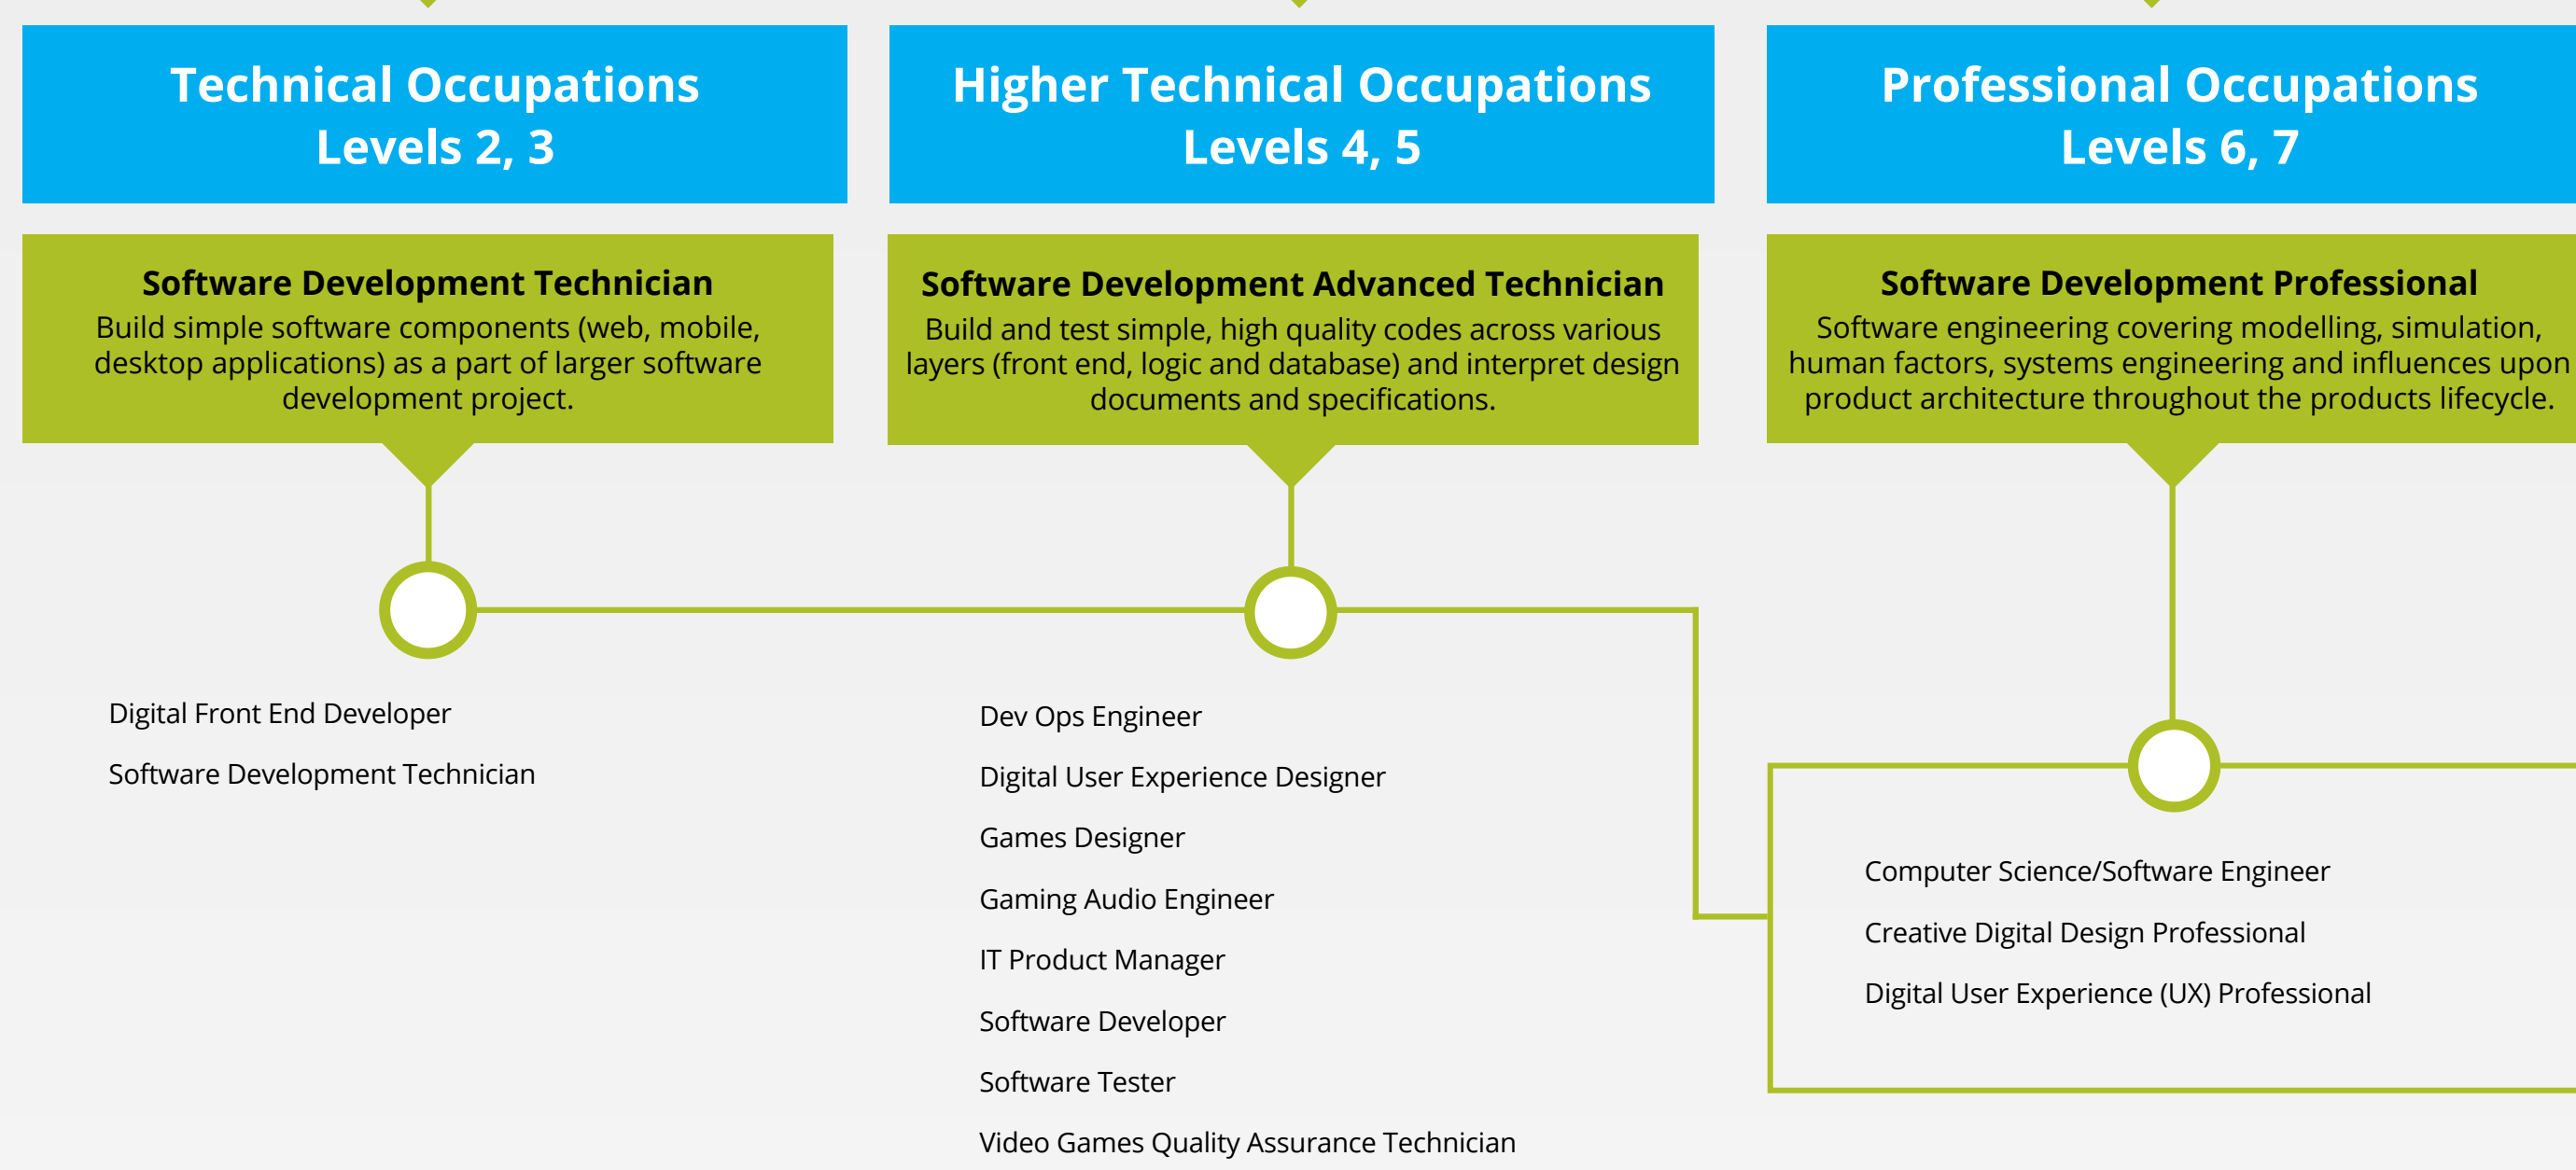 Technical Occupations
Levels 2, 3
Software Development Technician
Build simple software components (web, mobile,
desktop applications) as a part of larger software
development project.
Digital Front End Developer
Software Development Technician
Higher Technical Occupations
Levels 4, 5
Software Development Advanced Technician
Build and test simple, high quality codes across various
layers (front end, logic and database) and interpret design
documents and specifications.
Dev Ops Engineer
Digital User Experience Designer
Games Designer
Gaming Audio Engineer
IT Product Manager
Software Developer
Software Tester
Video Games Quality Assurance Technician
Professional Occupations
Levels 6, 7
Software Development Professional
Software engineering covering modelling, simulation,
human factors, systems engineering and influences upon
product architecture throughout the products lifecycle.
Computer Science/Software Engineer
Creative Digital Design Professional
Digital User Experience (UX) Professional